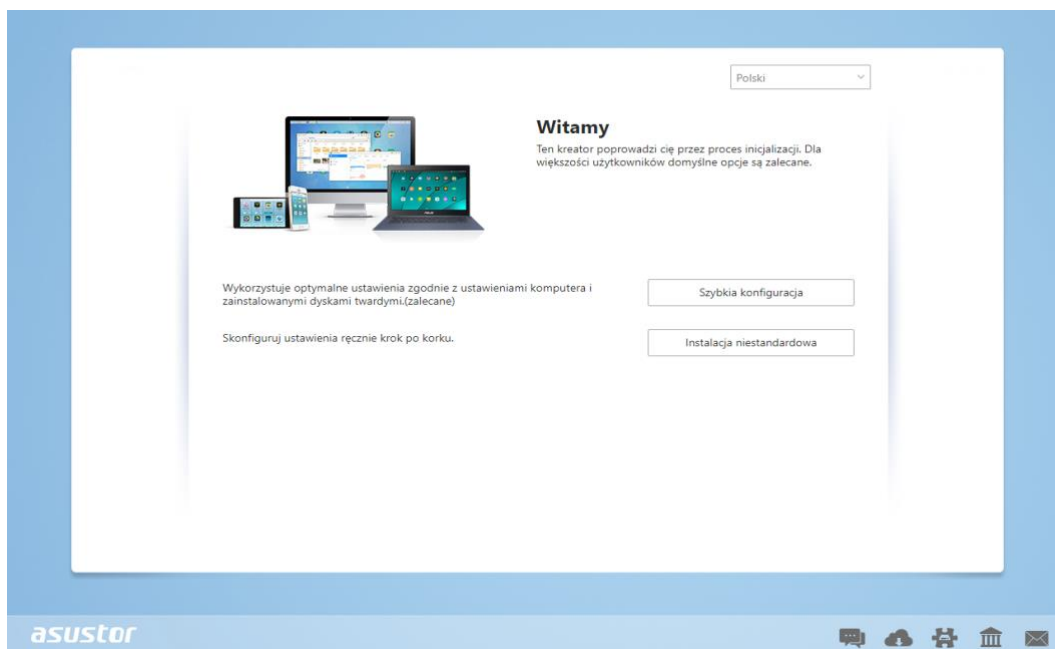 Polski
Witamy
Ten kreator poprowadzi cię przez proces inicjalizacji. Dla
większości użytkowników domyślne opcje są zalecane.
Wykorzystuje optymalne ustawienia zgodnie z ustawieniami komputera i
zainstalowanymi dyskami twardymi.(zalecane)
Szybkia konfiguracja
Skonfiguruj ustawienia ręcznie krok po korku.
Instalacja niestandardowa
asustor